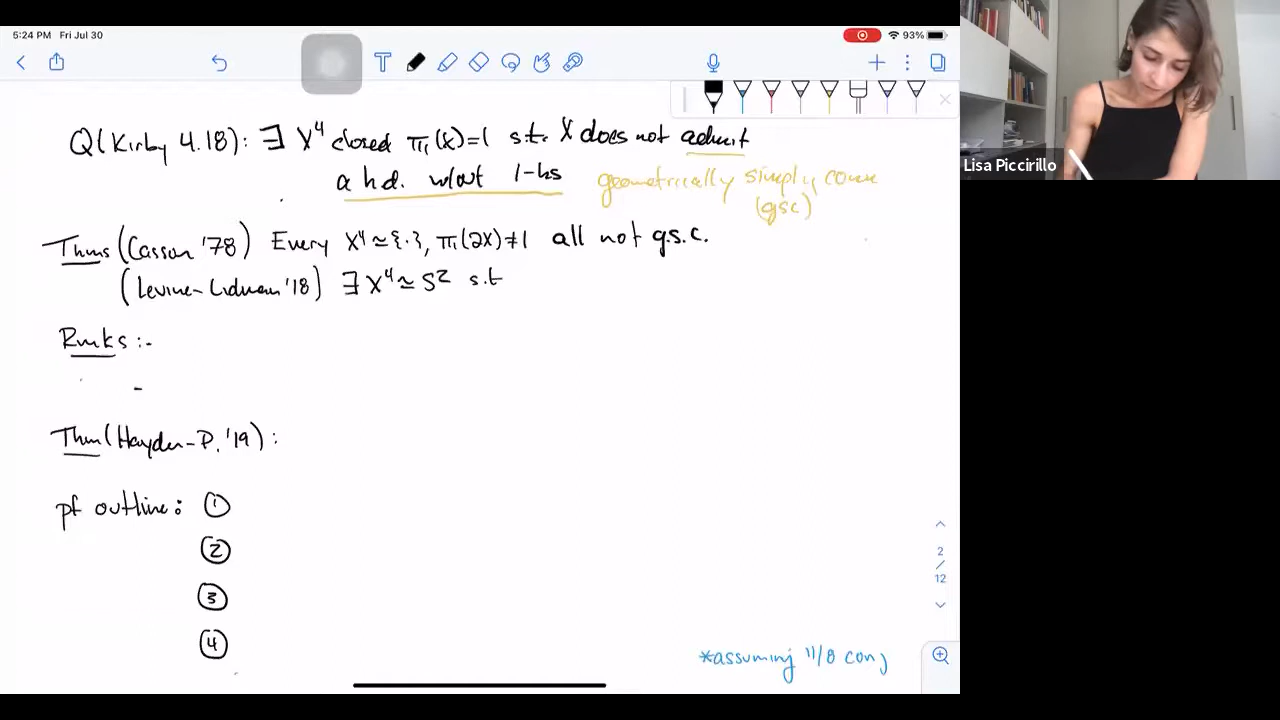 5:24 PM Fri Jul 30
93%
Q(Kirby 4.18): ∃ X⁴ closed π₁(X)=1 s.t. X does not admit
a h.d. w/out 1-hs
geometrically simply conn
(gsc)
Thms (Casson '78) Every X⁴≃{·}, π₁(∂X)≠1 all not g.s.c.
(Levine-Lidman '18) ∃ X⁴≃S² s.t
Rmks:-
-
Thm(Hayden-P. '19):
pf outline: ①
②
③
④
*assuming 11/8 conj
2
/
12
Lisa Piccirillo